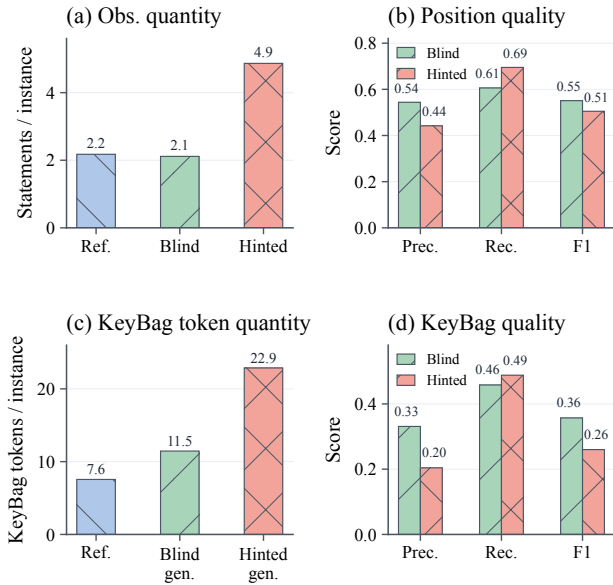 (a) Obs. quantity
Statements / instance
4
2
0
2.2
2.1
4.9
Ref.
Blind
Hinted
(b) Position quality
Score
0.8
0.6
0.4
0.2
0.0
Blind
Hinted
0.54
0.44
0.61
0.69
0.55
0.51
Prec.
Rec.
F1
(c) KeyBag token quantity
KeyBag tokens / instance
20
10
0
7.6
11.5
22.9
Ref.
Blind
gen.
Hinted
gen.
(d) KeyBag quality
Score
0.4
0.2
0.0
Blind
Hinted
0.33
0.20
0.46
0.49
0.36
0.26
Prec.
Rec.
F1